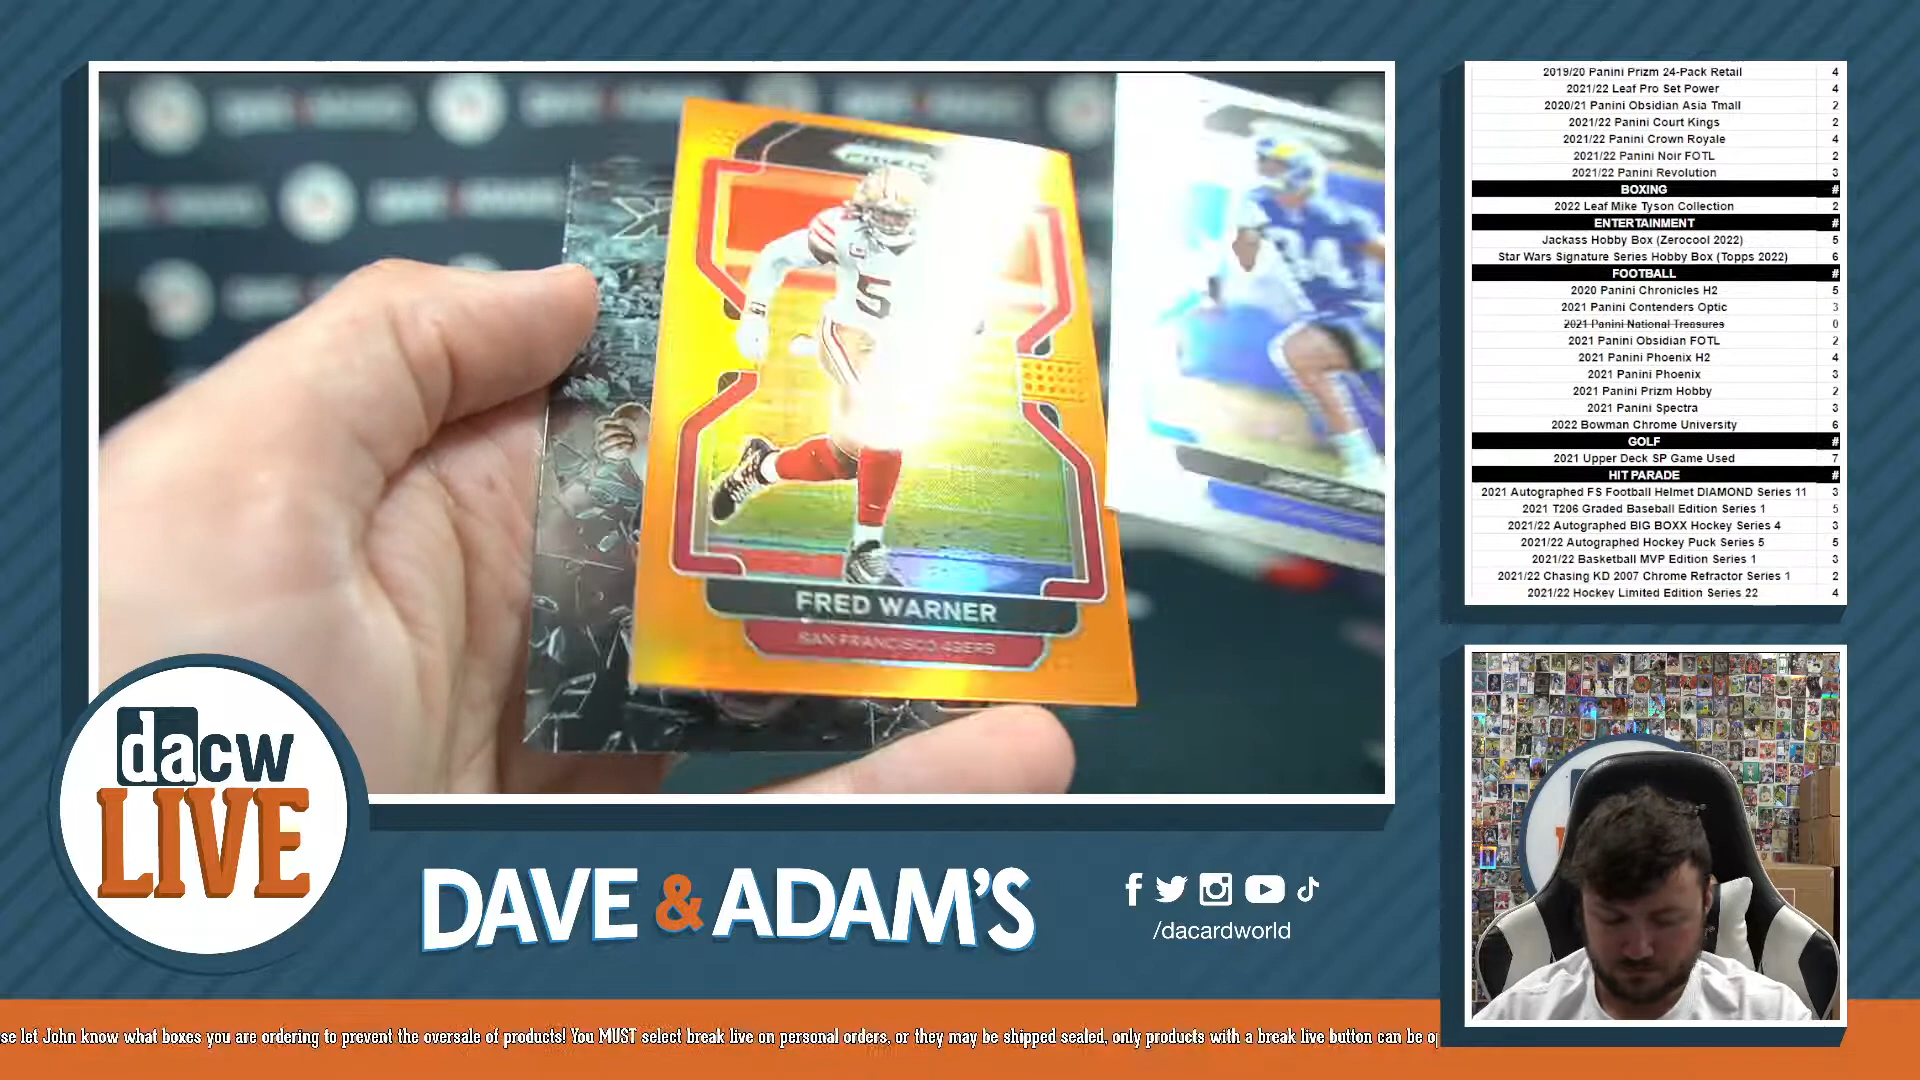 PRIZM
5
FRED WARNER
SAN FRANCISCO 49ERS
2019/20 Panini Prizm 24-Pack Retail 4
2021/22 Leaf Pro Set Power 4
2020/21 Panini Obsidian Asia Tmall 2
2021/22 Panini Court Kings 2
2021/22 Panini Crown Royale 4
2021/22 Panini Noir FOTL 2
2021/22 Panini Revolution 3
BOXING #
2022 Leaf Mike Tyson Collection 2
ENTERTAINMENT #
Jackass Hobby Box (Zerocool 2022) 5
Star Wars Signature Series Hobby Box (Topps 2022) 6
FOOTBALL #
2020 Panini Chronicles H2 5
2021 Panini Contenders Optic 3
2021 Panini National Treasures 0
2021 Panini Obsidian FOTL 2
2021 Panini Phoenix H2 4
2021 Panini Phoenix 3
2021 Panini Prizm Hobby 2
2021 Panini Spectra 3
2022 Bowman Chrome University 6
GOLF #
2021 Upper Deck SP Game Used 7
HIT PARADE #
2021 Autographed FS Football Helmet DIAMOND Series 11 3
2021 T206 Graded Baseball Edition Series 1 5
2021/22 Autographed BIG BOXX Hockey Series 4 3
2021/22 Autographed Hockey Puck Series 5 5
2021/22 Basketball MVP Edition Series 1 3
2021/22 Chasing KD 2007 Chrome Refractor Series 1 2
2021/22 Hockey Limited Edition Series 22 4
dacw
LIVE
DAVE & ADAM'S
/dacardworld
se let John know what boxes you are ordering to prevent the oversale of products! You MUST select break live on personal orders, or they may be shipped sealed, only products with a break live button can be o